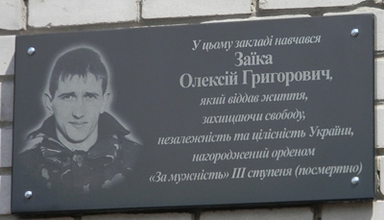 У цьому закладі навчався
Заїка
Олексій Григорович,
який віддав життя,
захищаючи свободу,
незалежність та цілісність України,
нагороджений орденом
«За мужність» III ступеня (посмертно)